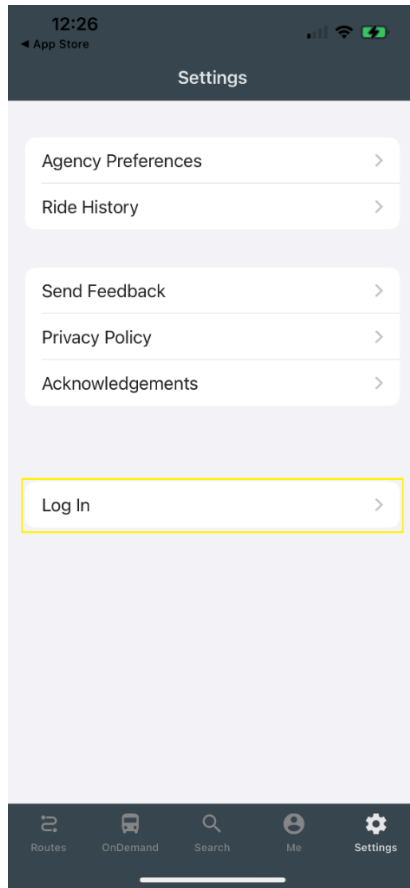 12:26
◀ App Store
Settings
Agency Preferences
Ride History
Send Feedback
Privacy Policy
Acknowledgements
Log In
Routes OnDemand Search Me Settings